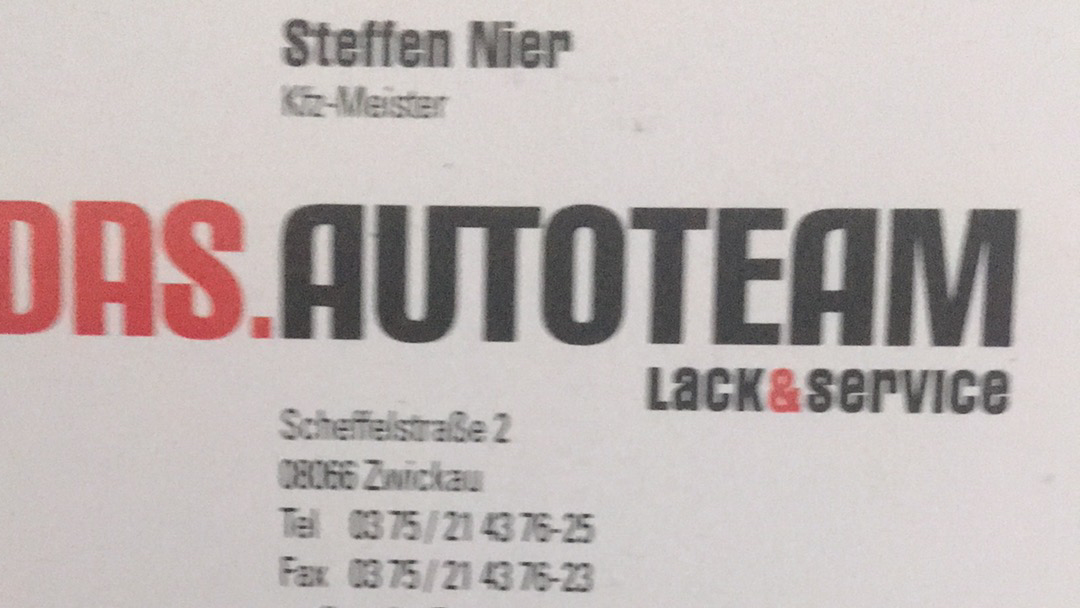 Steffen Nier
Kfz-Meister
DAS.AUTOTEAM
Lack&service
Scheffelstraße 2
08066 Zwickau
Tel 03 75 / 21 43 76-25
Fax 03 75 / 21 43 76-23